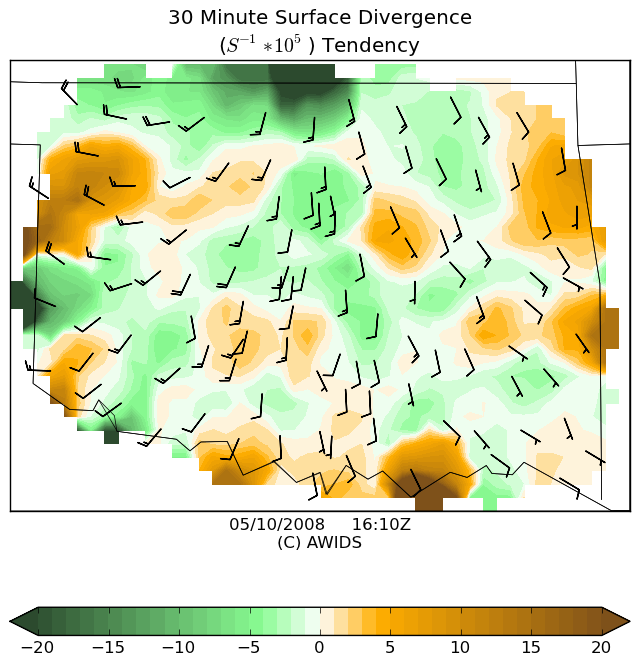 30 Minute Surface Divergence
(S⁻¹ * 10⁵ ) Tendency
05/10/2008 16:10Z
(C) AWIDS
−20 −15 −10 −5 0 5 10 15 20